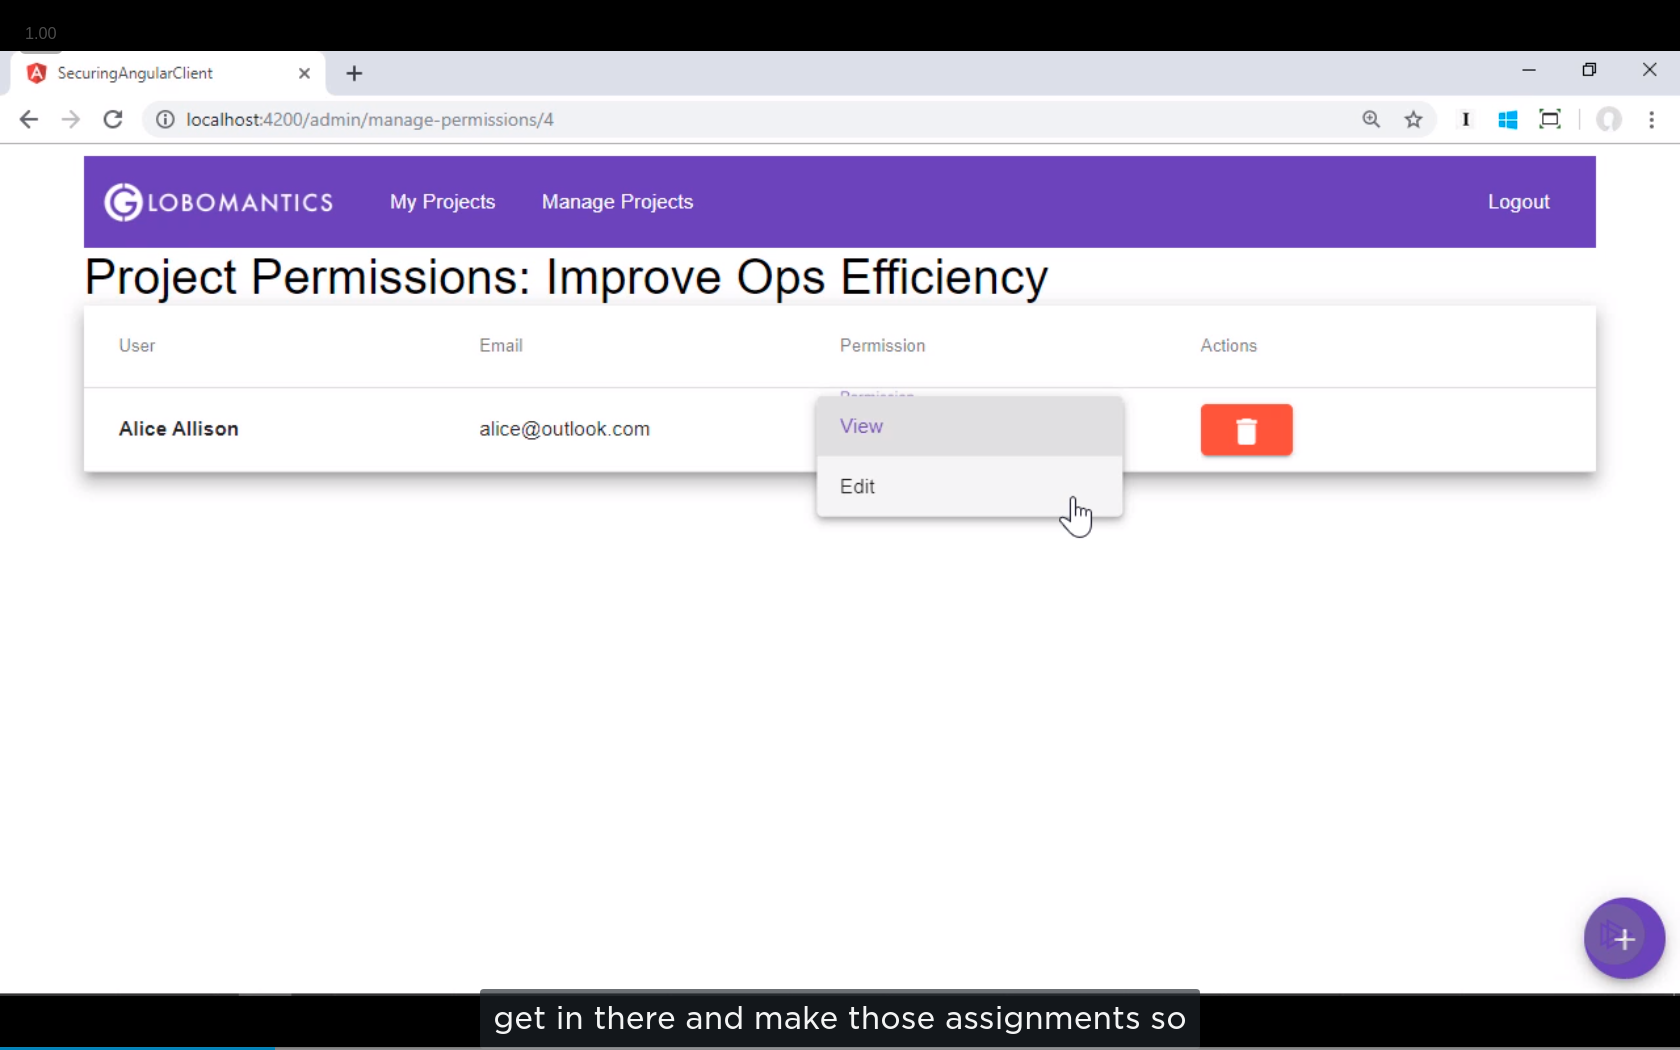 1.00
SecuringAngularClient
localhost:4200/admin/manage-permissions/4
GLOBOMANTICS My Projects Manage Projects Logout
Project Permissions: Improve Ops Efficiency
User Email Permission Actions
Permission
Alice Allison alice@outlook.com View
Edit
get in there and make those assignments so